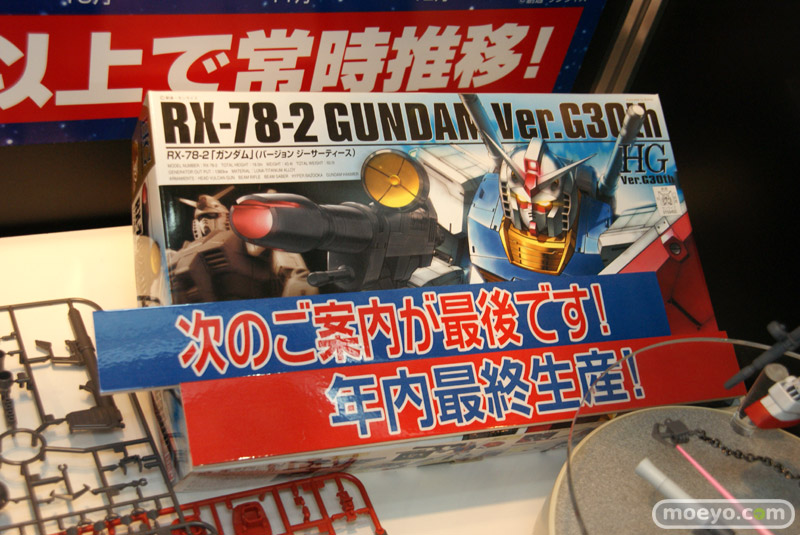 以上で常時推移!
RX-78-2 GUNDAM Ver.G30th
RX-78-2「ガンダム」(バージョン ジーサーティース)
HG
Ver.G30th
次のご案内が最後です!
年内最終生産!
moeyo.com